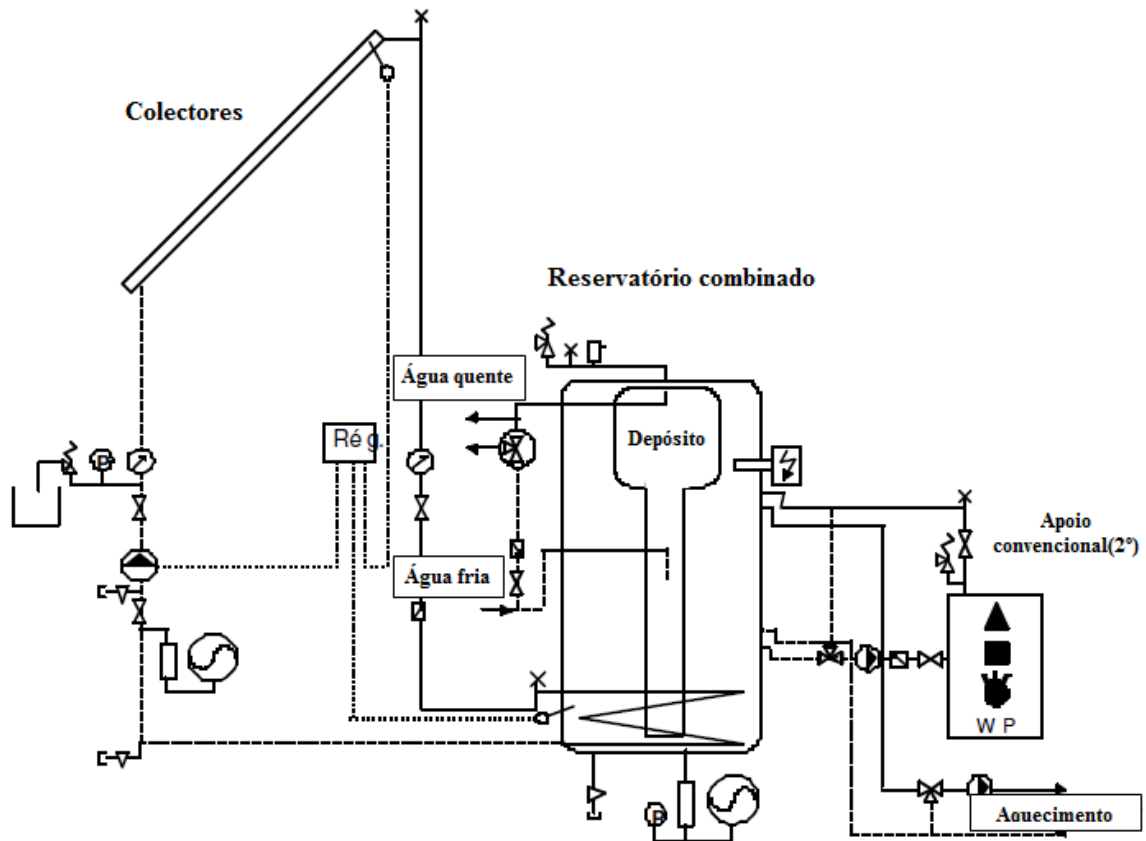 Colectores
Reservatório combinado
Água quente
Depósito
Rég.
P
Apoio
convencional(2º)
Água fria
W P
P
Aquecimento